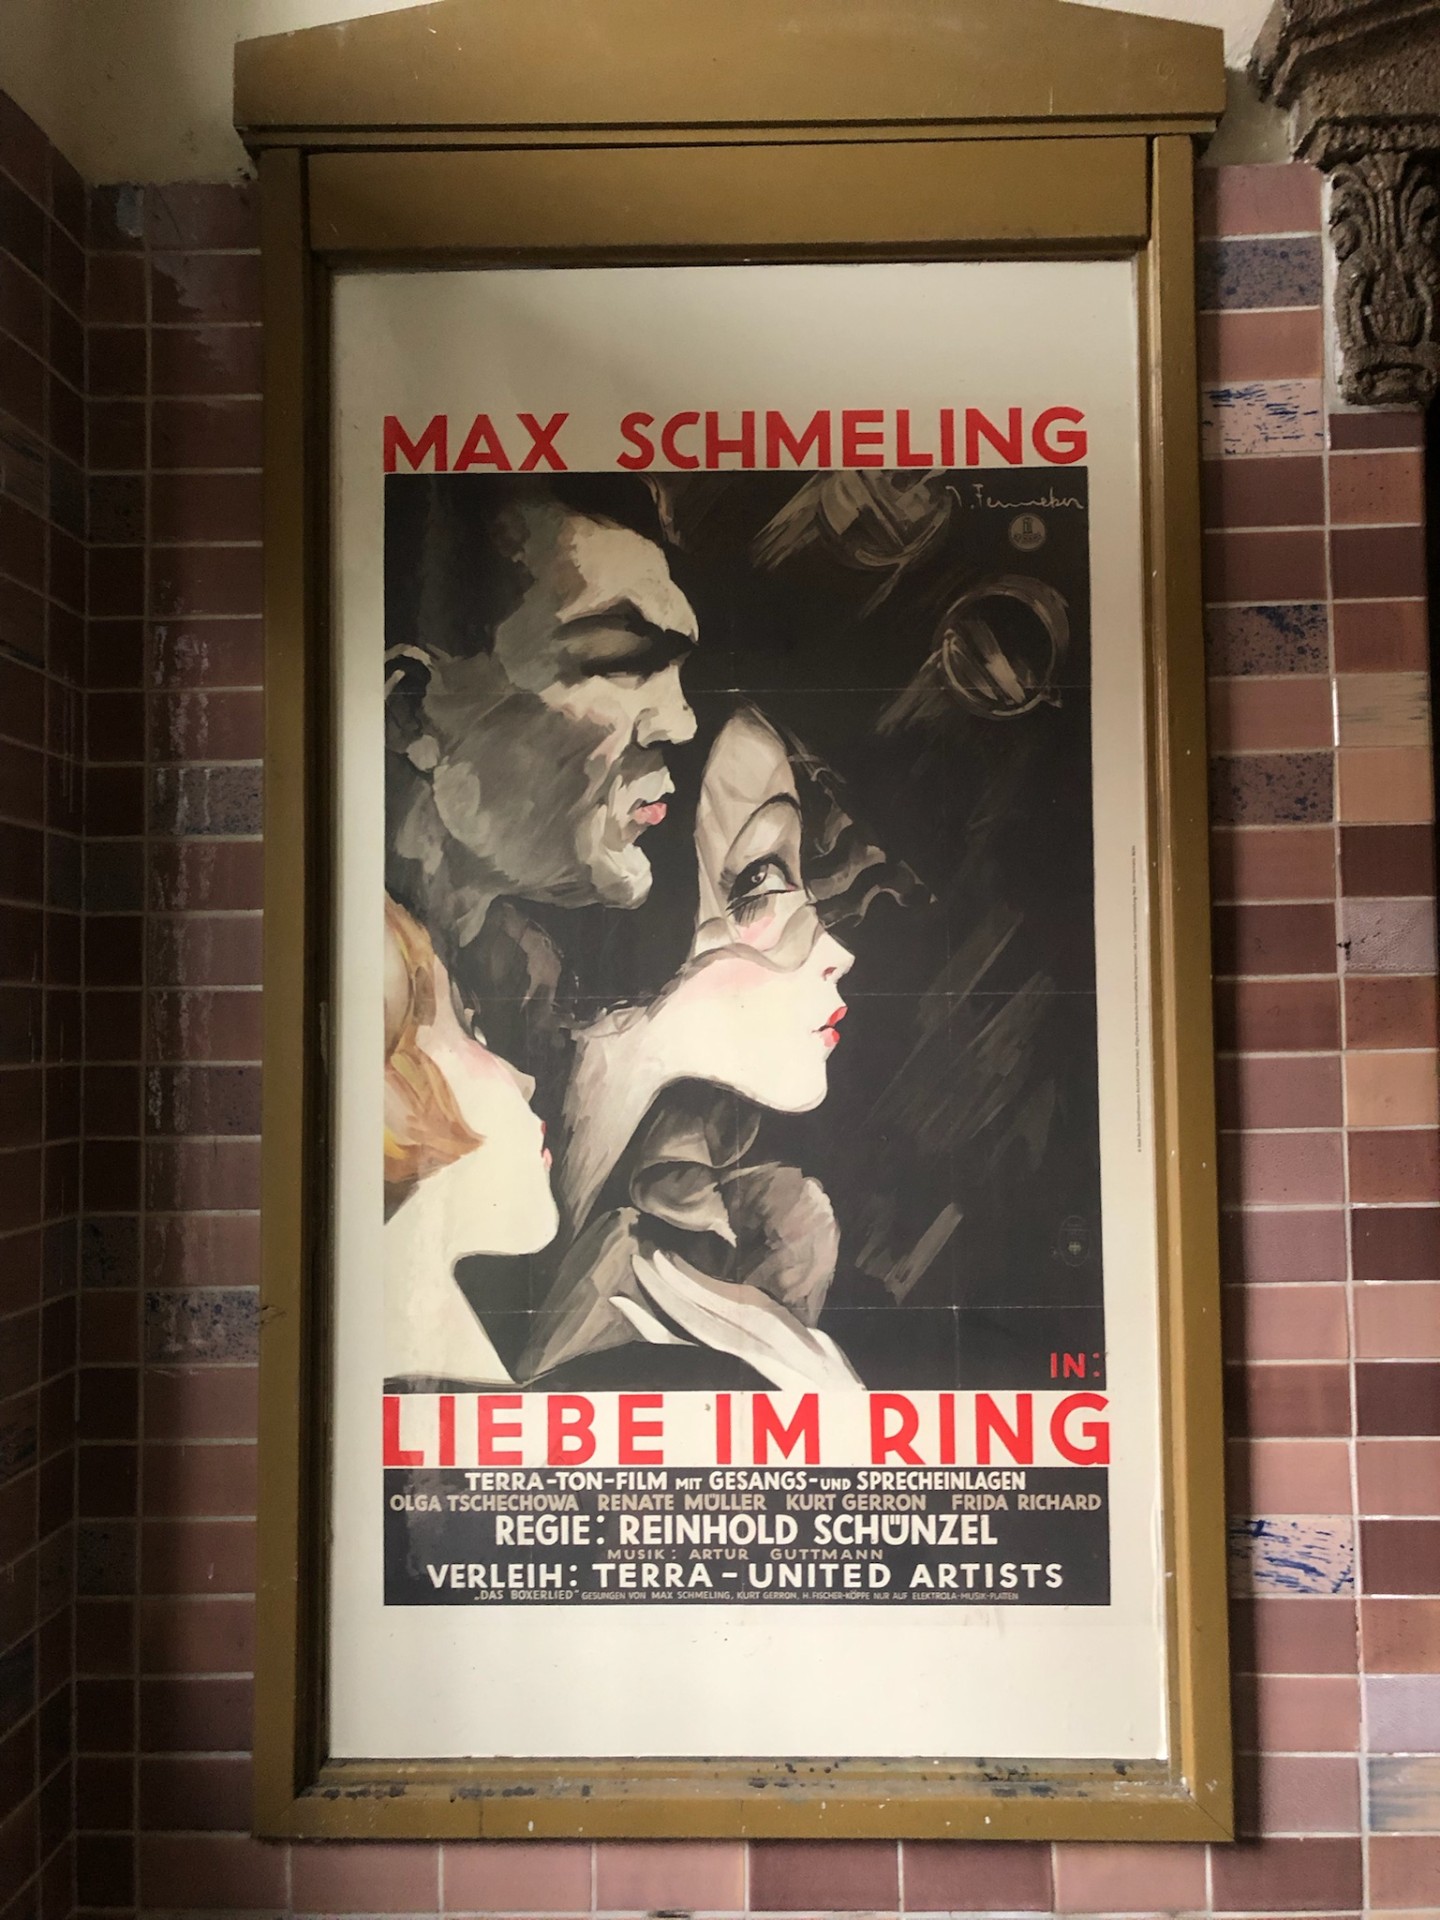 MAX SCHMELING
J. Fenneker
IN:
LIEBE IM RING
TERRA-TON-FILM MIT GESANGS- UND SPRECHEINLAGEN
OLGA TSCHECHOWA RENATE MÜLLER KURT GERRON FRIDA RICHARD
REGIE: REINHOLD SCHÜNZEL
MUSIK: ARTUR GUTTMANN
VERLEIH: TERRA-UNITED ARTISTS
„DAS BOXERLIED" GESUNGEN VON MAX SCHMELING, KURT GERRON, H. FISCHER-KÖPPE NUR AUF ELEKTROLA-MUSIK-PLATTEN